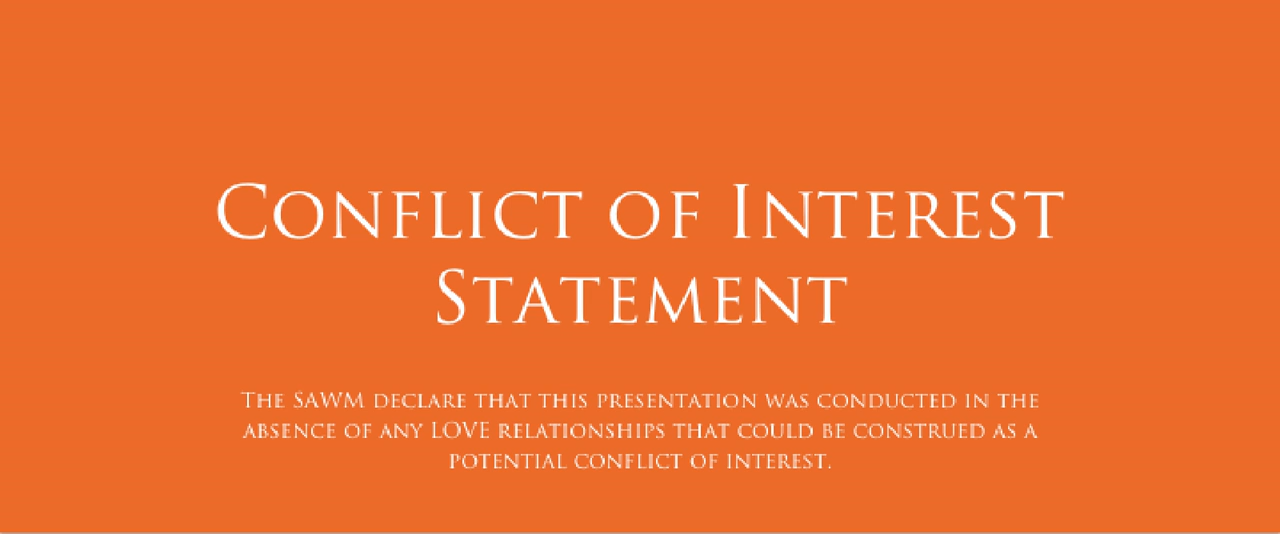 Conflict of Interest
Statement
The SAWM declare that this presentation was conducted in the
absence of any LOVE relationships that could be construed as a
potential conflict of interest.